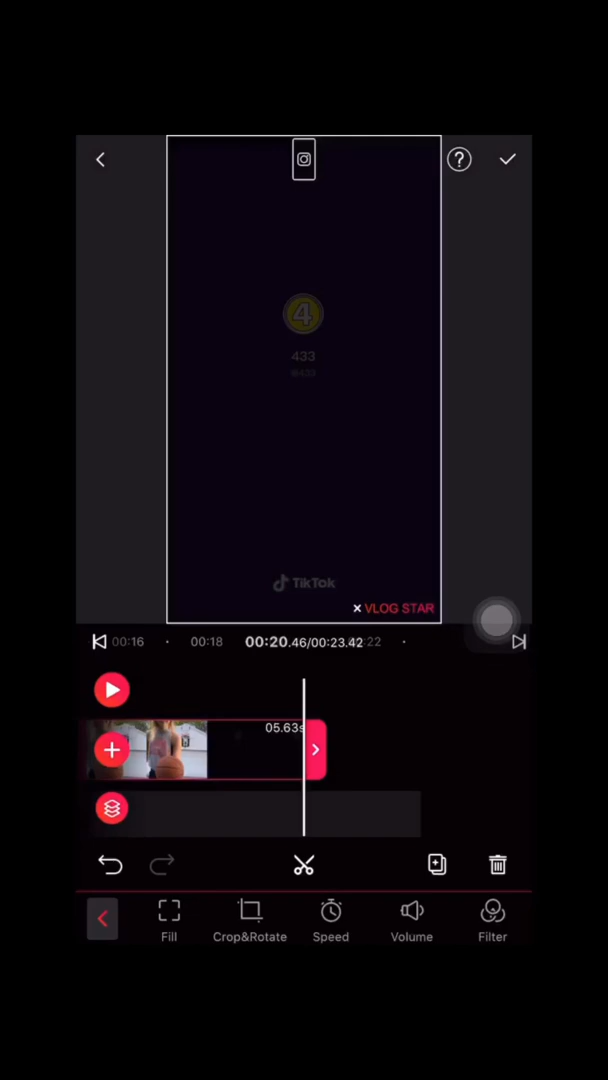 ?
4
433
@433
TikTok
× VLOG STAR
00:16 · 00:18 00:20.46/00:23.42 :22 ·
05.63s
Fill Crop&Rotate Speed Volume Filter